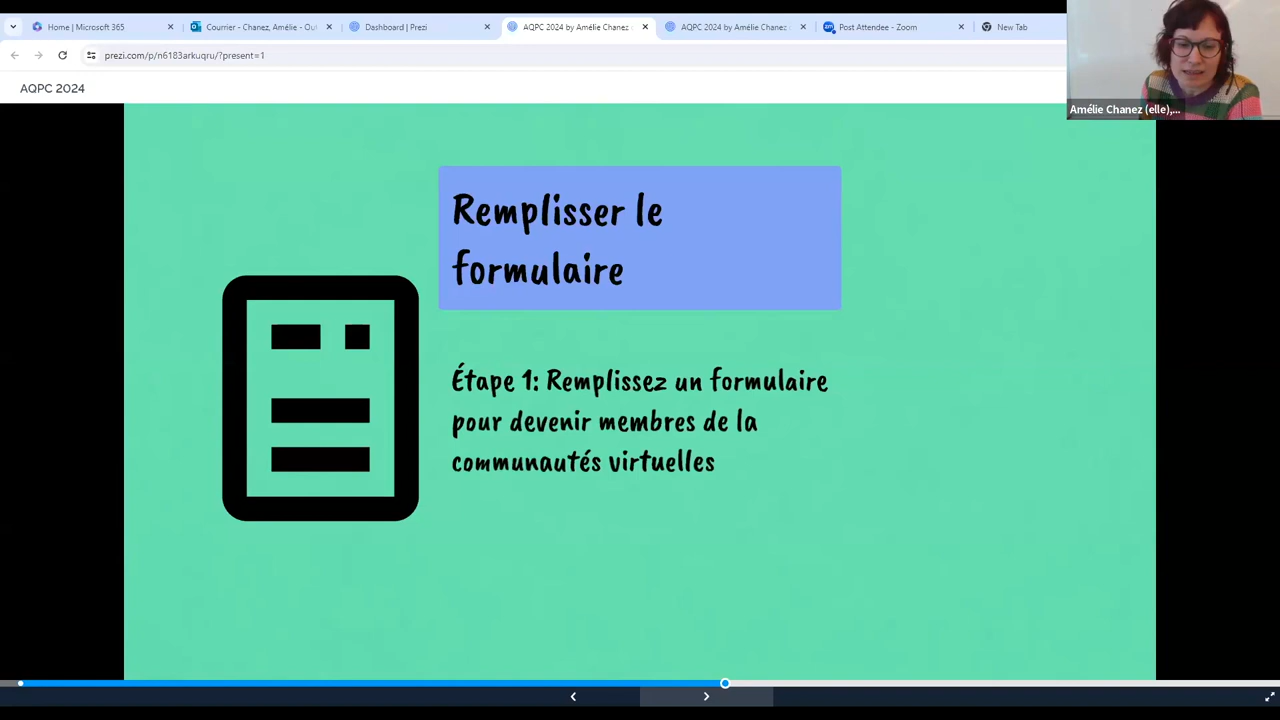 Home | Microsoft 365
Courrier - Chanez, Amélie - Out
Dashboard | Prezi
AQPC 2024 by Amélie Chanez
AQPC 2024 by Amélie Chanez
Post Attendee - Zoom
New Tab
prezi.com/p/n6183arkuqru/?present=1
Amélie Chanez (elle),...
AQPC 2024
Remplisser le
formulaire
Étape 1: Remplissez un formulaire
pour devenir membres de la
communautés virtuelles